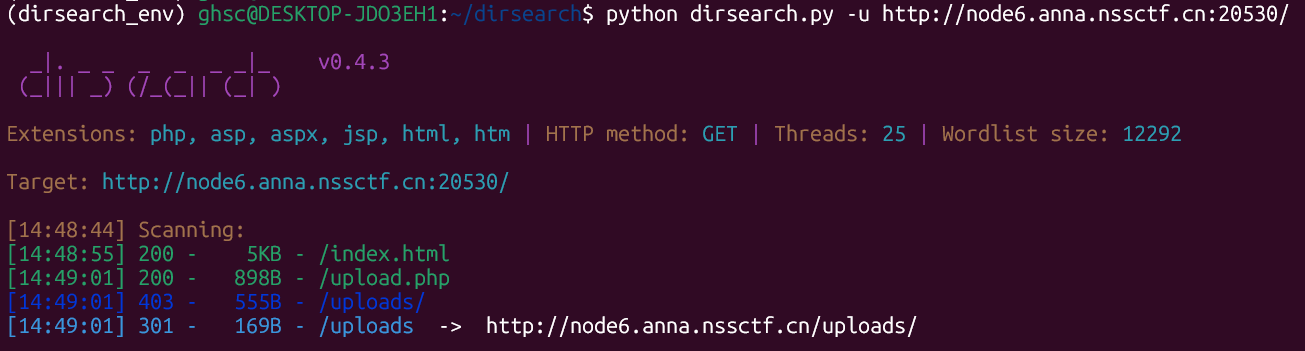 (dirsearch_env) ghsc@DESKTOP-JDO3EH1:~/dirsearch$ python dirsearch.py -u http://node6.anna.nssctf.cn:20530/
  _|. _ _  _  _  _ _|_    v0.4.3
 (_||| _) (/_(_|| (_| )
Extensions: php, asp, aspx, jsp, html, htm | HTTP method: GET | Threads: 25 | Wordlist size: 12292
Target: http://node6.anna.nssctf.cn:20530/
[14:48:44] Scanning:
[14:48:55] 200 -    5KB - /index.html
[14:49:01] 200 -   898B - /upload.php
[14:49:01] 403 -   555B - /uploads/
[14:49:01] 301 -   169B - /uploads  ->  http://node6.anna.nssctf.cn/uploads/